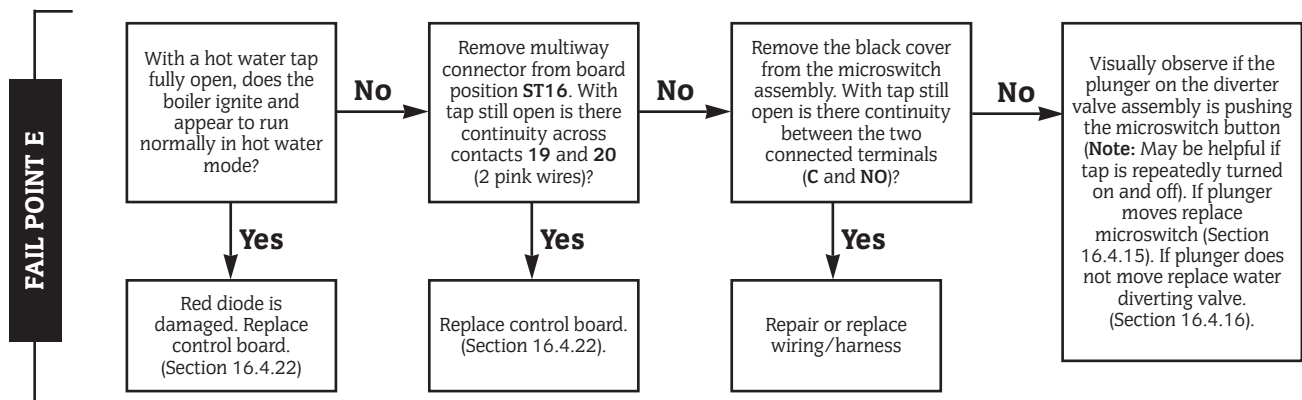 FAIL POINT E
With a hot water tap
fully open, does the
boiler ignite and
appear to run
normally in hot water
mode?
No
Remove multiway
connector from board
position ST16. With
tap still open is there
continuity across
contacts 19 and 20
(2 pink wires)?
No
Remove the black cover
from the microswitch
assembly. With tap still
open is there continuity
between the two
connected terminals
(C and NO)?
No
Visually observe if the
plunger on the diverter
valve assembly is pushing
the microswitch button
(Note: May be helpful if
tap is repeatedly turned
on and off). If plunger
moves replace
microswitch (Section
16.4.15). If plunger does
not move replace water
diverting valve.
(Section 16.4.16).
Yes
Yes
Yes
Red diode is
damaged. Replace
control board.
(Section 16.4.22)
Replace control board.
(Section 16.4.22).
Repair or replace
wiring/harness